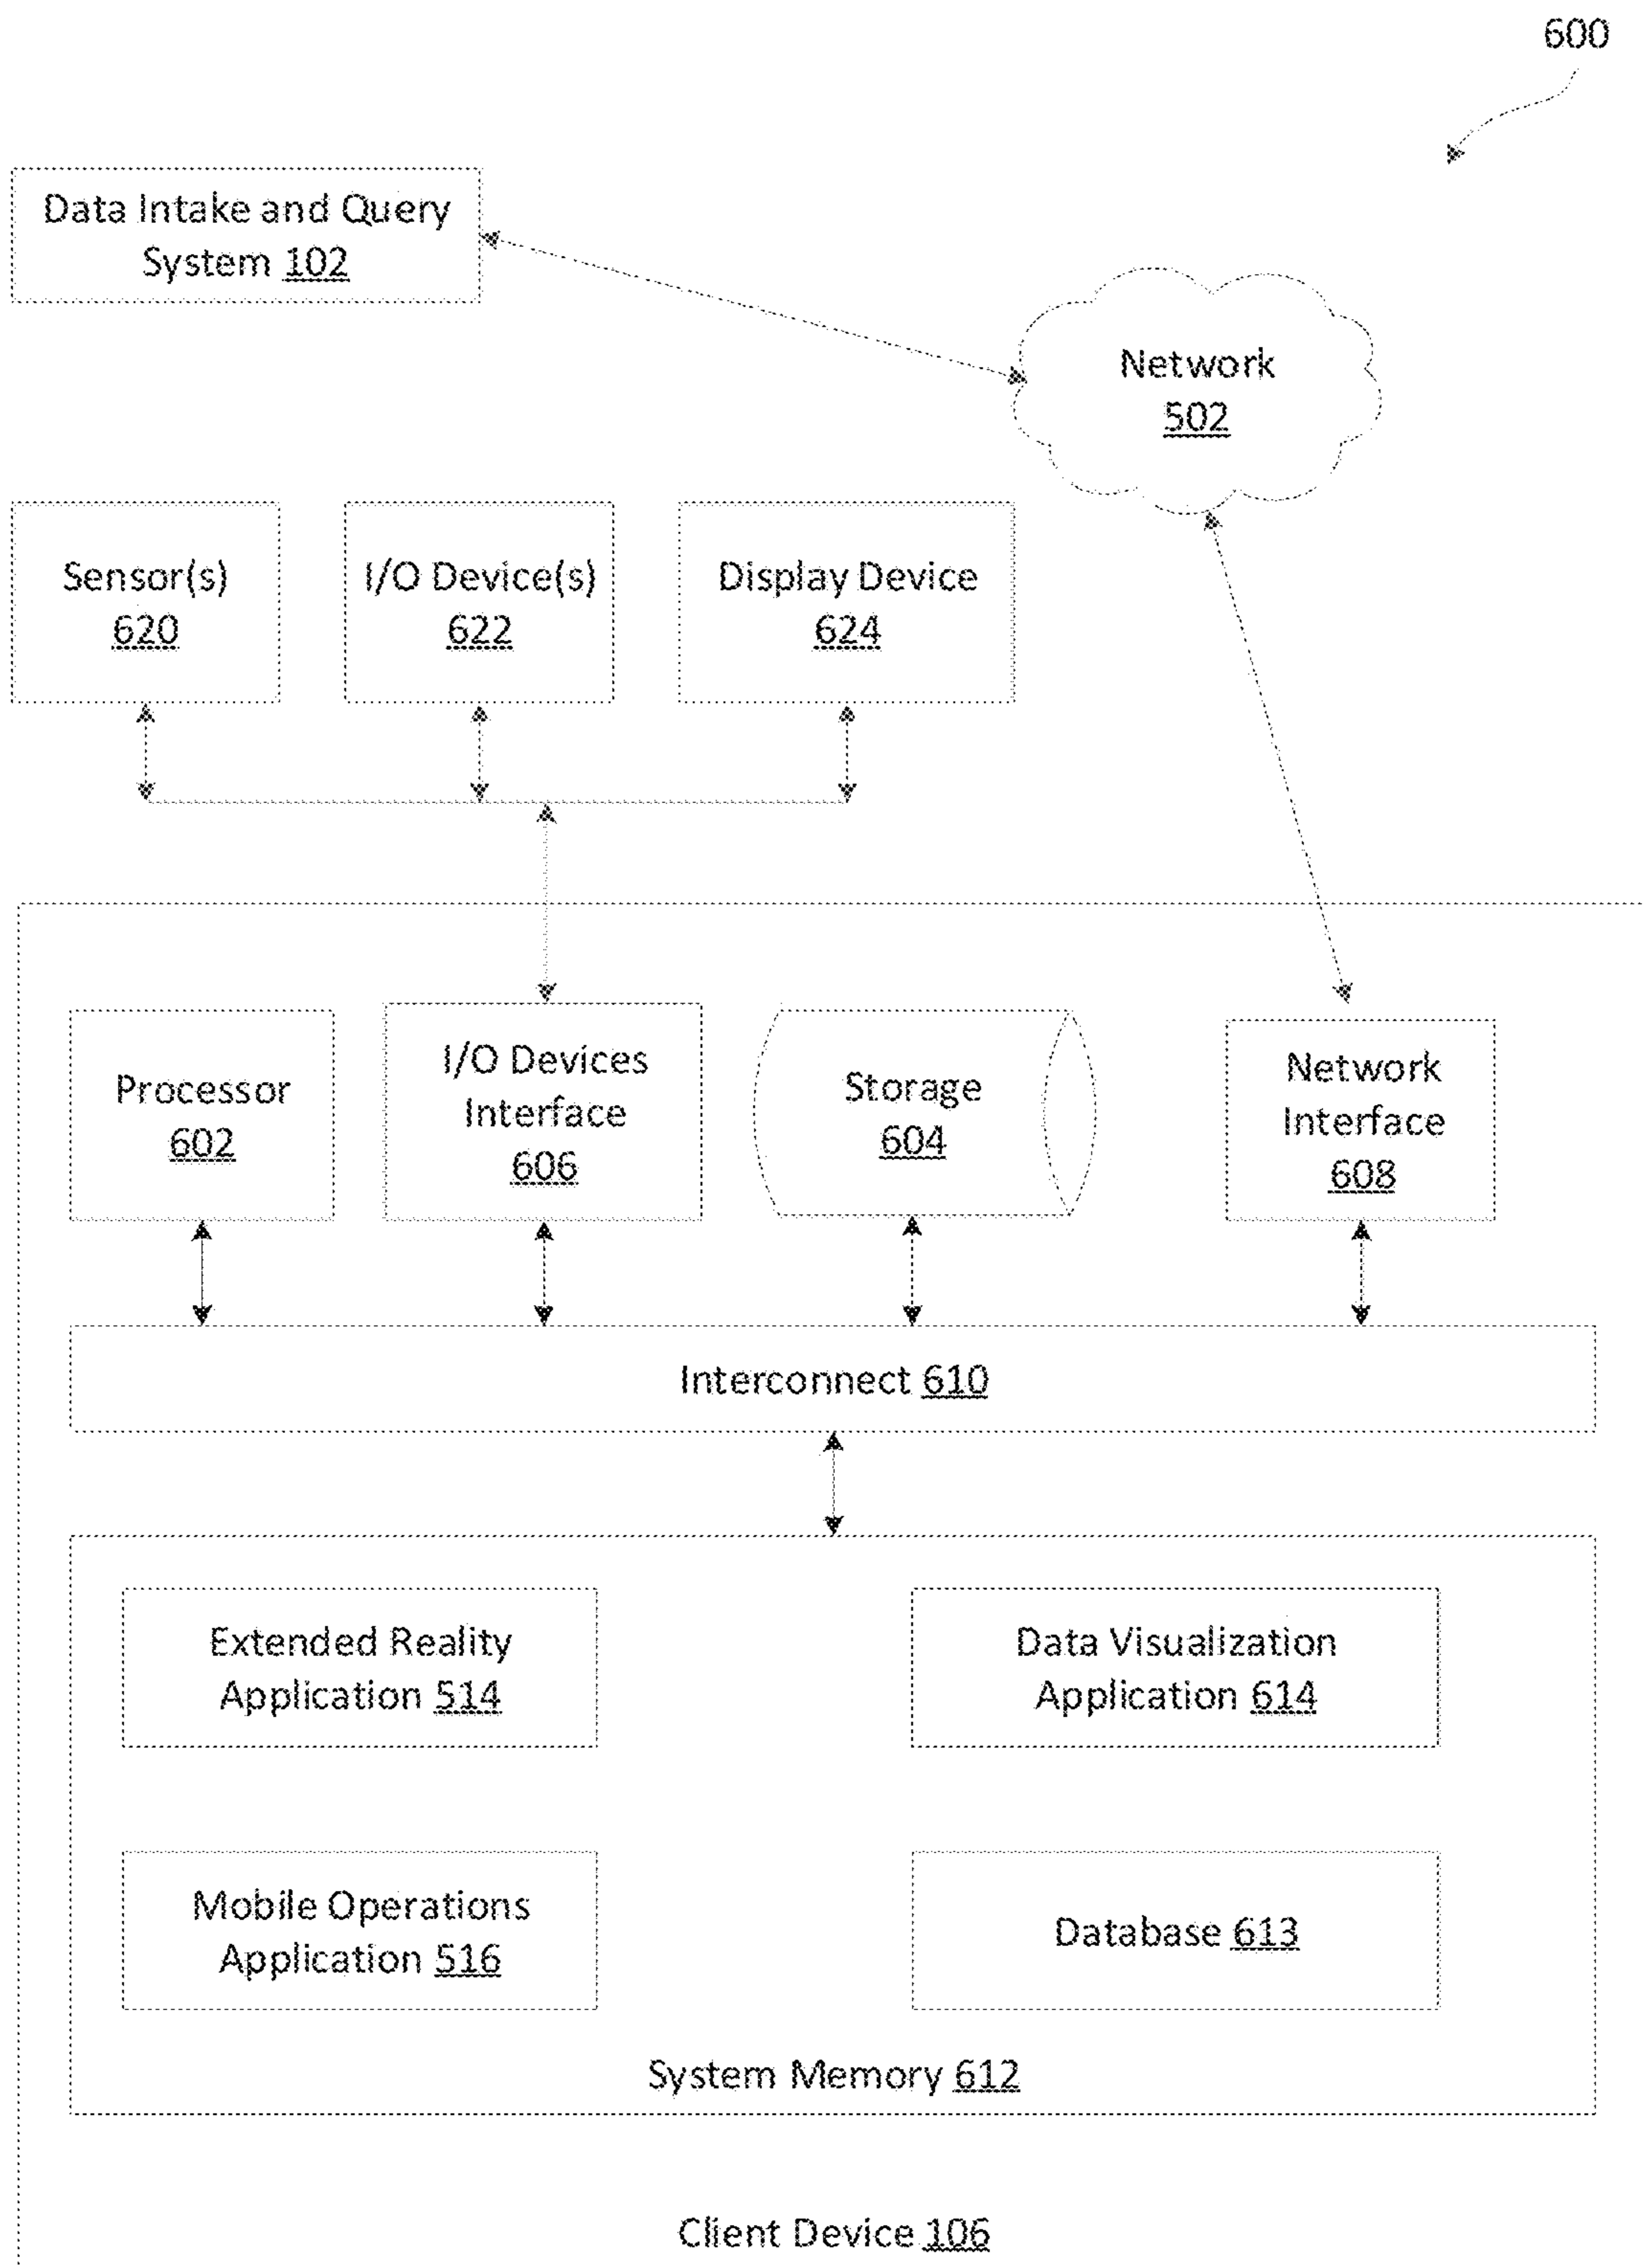 600
Data Intake and Query
System 102
Network
502
Sensor(s)
620
I/O Device(s)
622
Display Device
624
Processor
602
I/O Devices
Interface
606
Storage
604
Network
Interface
608
Interconnect 610
Extended Reality
Application 514
Data Visualization
Application 614
Mobile Operations
Application 516
Database 613
System Memory 612
Client Device 106